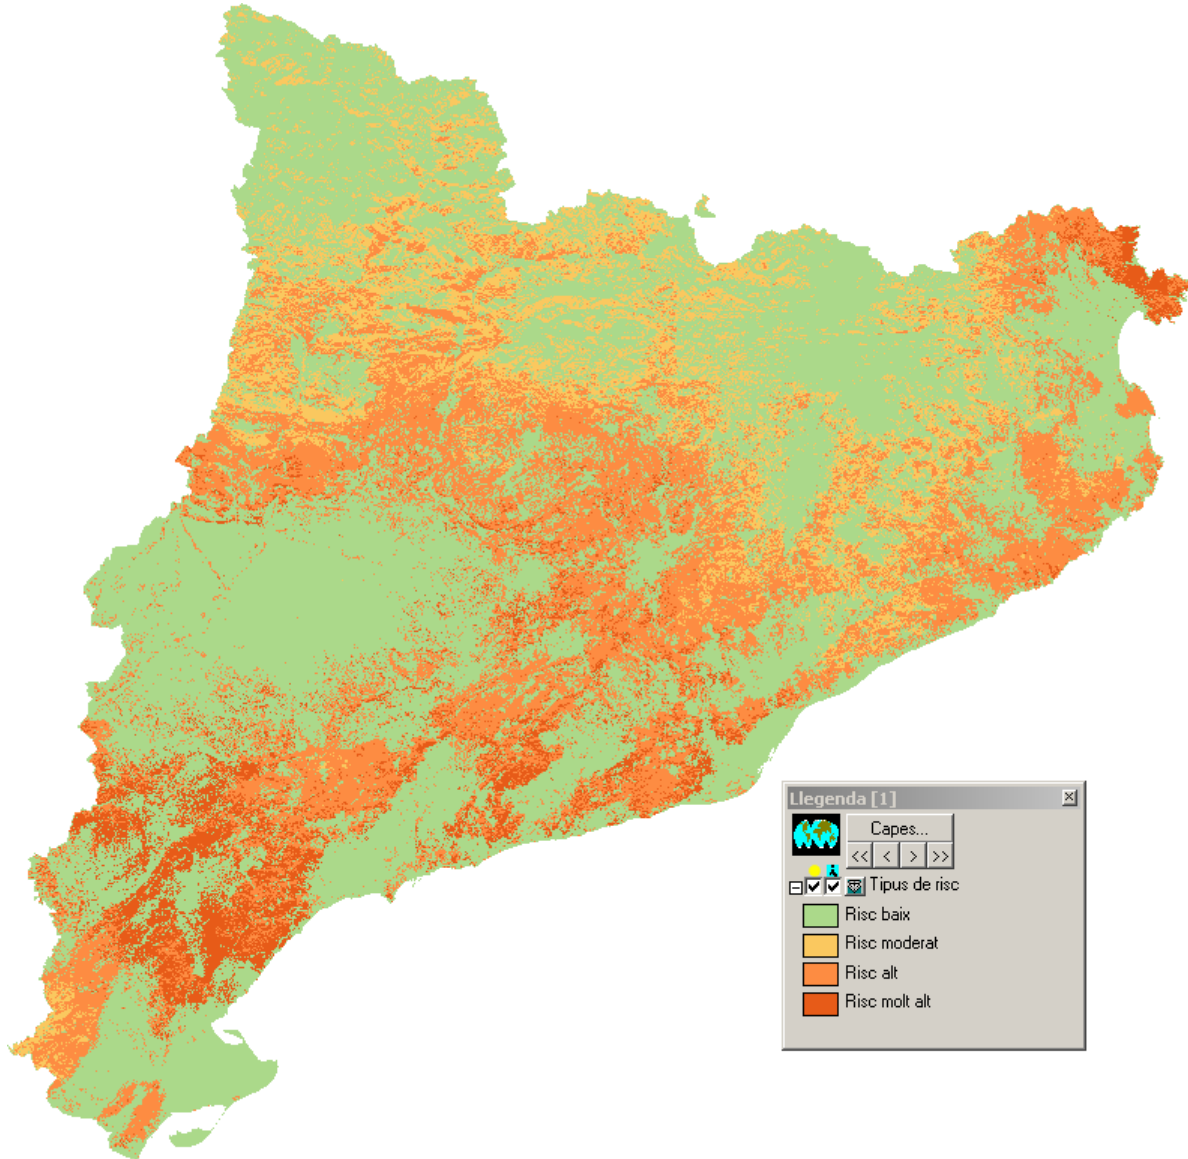 Llegenda [1]
Capes...
<< < > >>
Tipus de risc
Risc baix
Risc moderat
Risc alt
Risc molt alt